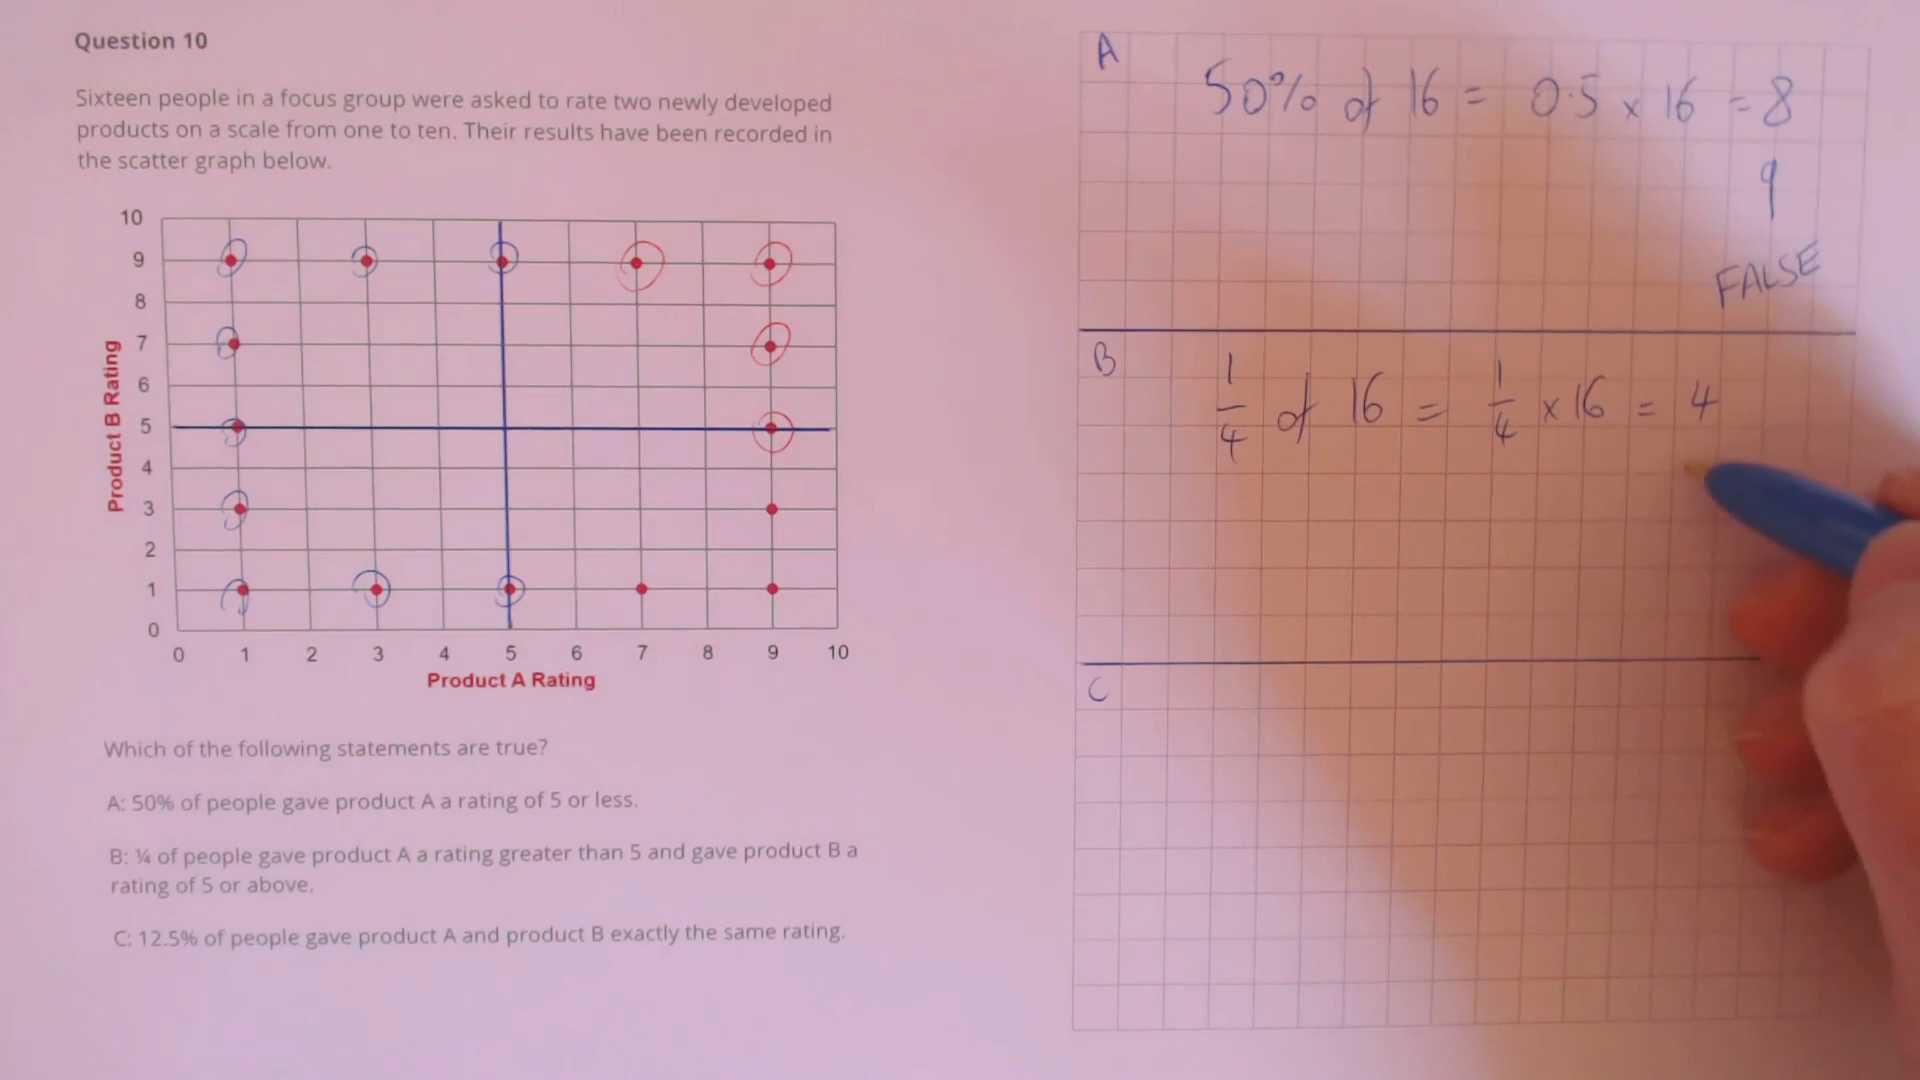 Question 10
Sixteen people in a focus group were asked to rate two newly developed
products on a scale from one to ten. Their results have been recorded in
the scatter graph below.
10
9
8
7
6
5
4
3
2
1
0
Product B Rating
0 1 2 3 4 5 6 7 8 9 10
Product A Rating
Which of the following statements are true?
A: 50% of people gave product A a rating of 5 or less.
B: ¼ of people gave product A a rating greater than 5 and gave product B a
rating of 5 or above.
C: 12.5% of people gave product A and product B exactly the same rating.
A
50% of 16 = 0.5 x 16 = 8
9
FALSE
B
1/4 of 16 = 1/4 x 16 = 4
C